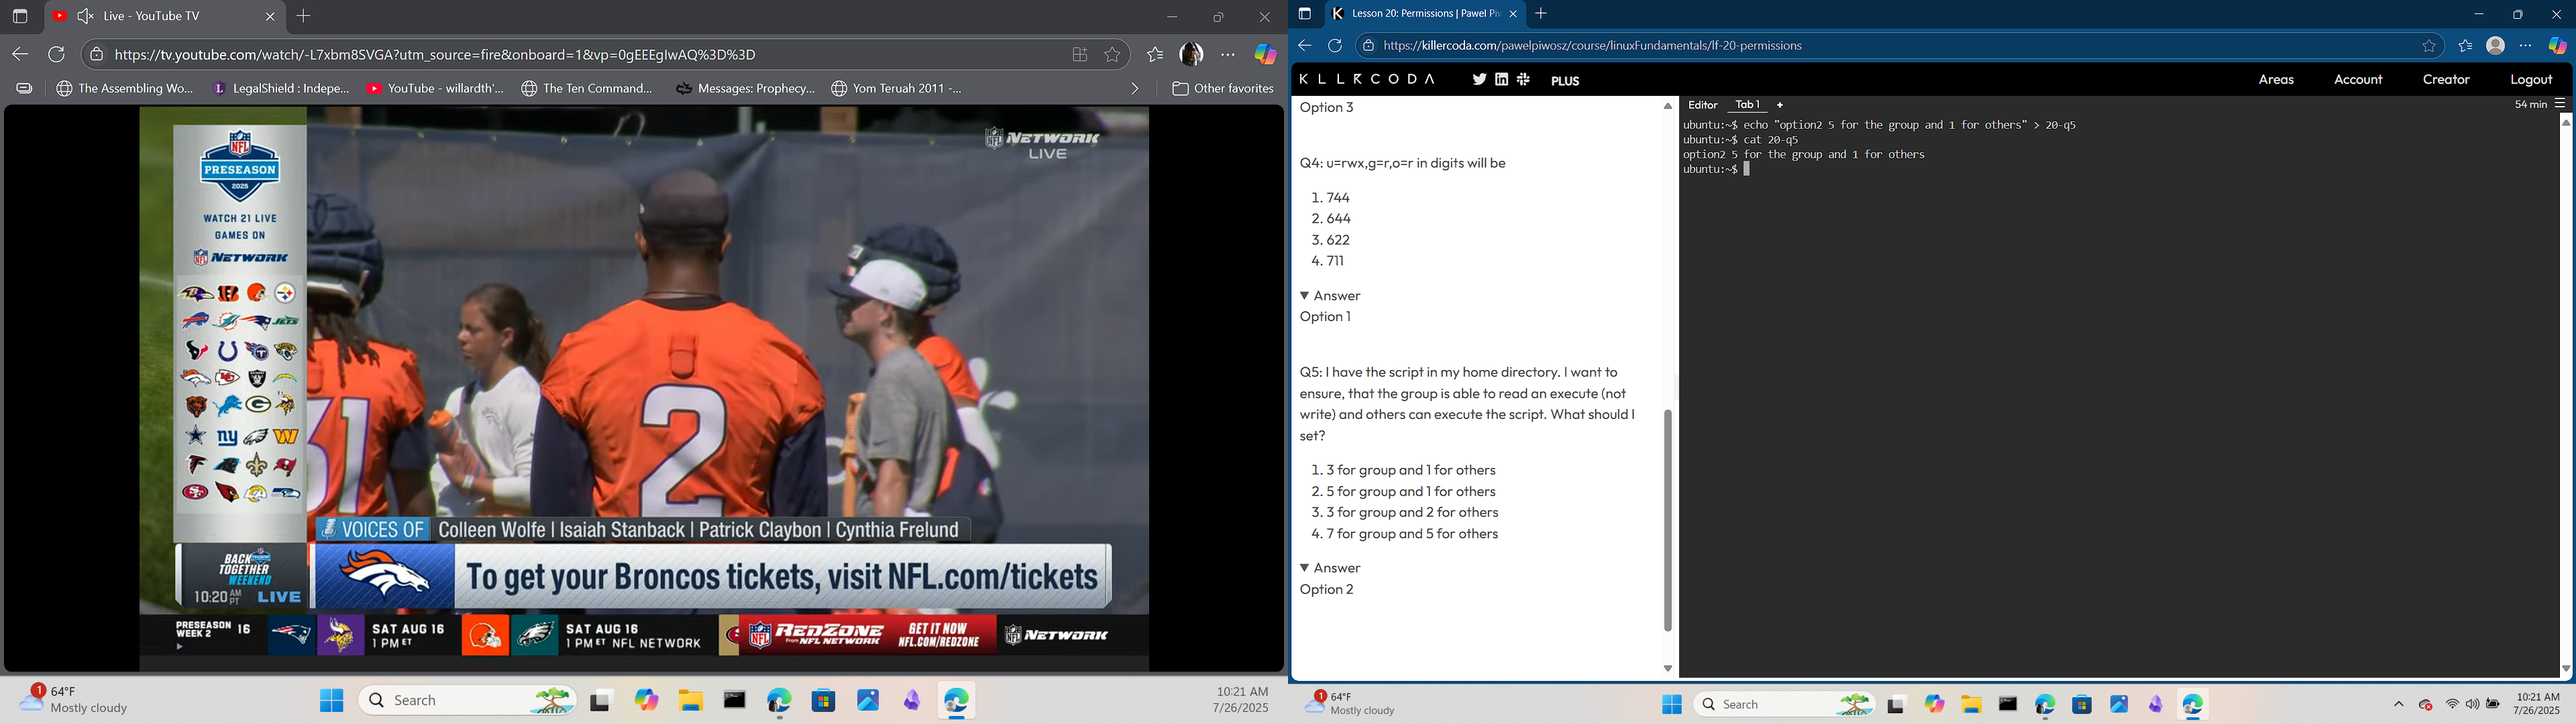 Live - YouTube TV
https://tv.youtube.com/watch/-L7xbm8SVGA?utm_source=fire&onboard=1&vp=0gEEEgIwAQ%3D%3D
The Assembling Wo...
LegalShield : Indepe...
YouTube - willardth'...
The Ten Command...
Messages: Prophecy...
Yom Teruah 2011 -...
Other favorites
NFL
PRESEASON
2025
WATCH 21 LIVE
GAMES ON
NFL NETWORK
NFL NETWORK
LIVE
2
VOICES OF Colleen Wolfe | Isaiah Stanback | Patrick Claybon | Cynthia Frelund
BACK
TOGETHER
WEEKEND
10:20 AM PT LIVE
To get your Broncos tickets, visit NFL.com/tickets
PRESEASON
WEEK 2
16
SAT AUG 16
1 PM ET
SAT AUG 16
1 PM ET NFL NETWORK
NFL REDZONE
From NFL NETWORK
GET IT NOW
NFL.COM/REDZONE
NFL NETWORK
1
64°F
Mostly cloudy
Search
10:21 AM
7/26/2025
Lesson 20: Permissions | Pawel Piw
https://killercoda.com/pawelpiwosz/course/linuxFundamentals/lf-20-permissions
KILLERCODA
PLUS
Areas
Account
Creator
Logout
Option 3
Q4: u=rwx,g=r,o=r in digits will be
1. 744
2. 644
3. 622
4. 711
Answer
Option 1
Q5: I have the script in my home directory. I want to
ensure, that the group is able to read an execute (not
write) and others can execute the script. What should I
set?
1. 3 for group and 1 for others
2. 5 for group and 1 for others
3. 3 for group and 2 for others
4. 7 for group and 5 for others
Answer
Option 2
Editor
Tab 1
+
54 min
ubuntu:~$ echo "option2 5 for the group and 1 for others" > 20-q5
ubuntu:~$ cat 20-q5
option2 5 for the group and 1 for others
ubuntu:~$
1
64°F
Mostly cloudy
Search
10:21 AM
7/26/2025